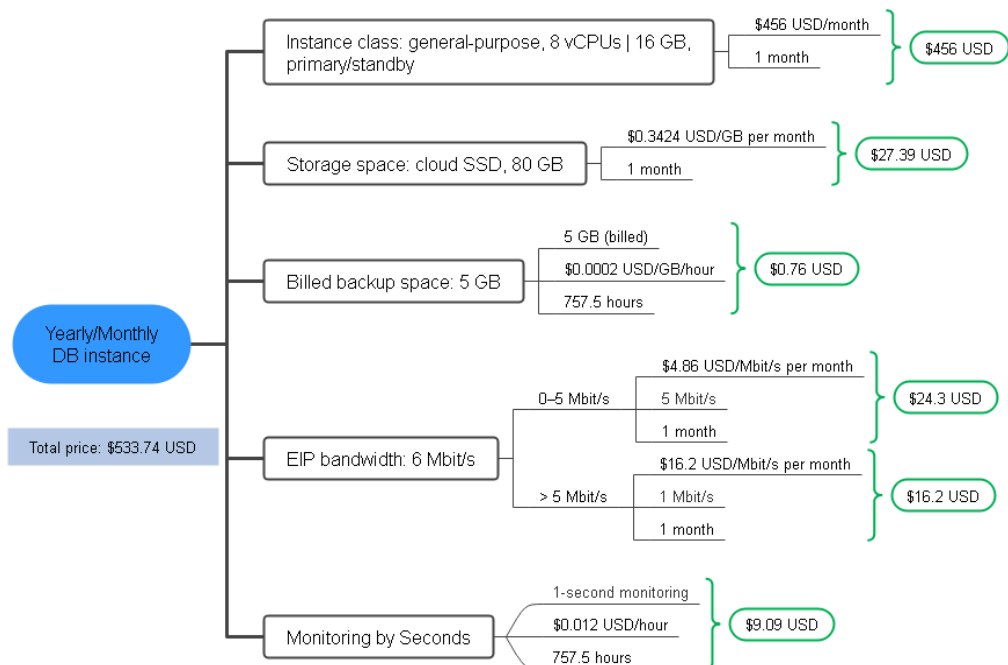 Yearly/Monthly
DB instance
Total price: $533.74 USD
Instance class: general-purpose, 8 vCPUs | 16 GB,
primary/standby
$456 USD/month
1 month
$456 USD
Storage space: cloud SSD, 80 GB
$0.3424 USD/GB per month
1 month
$27.39 USD
Billed backup space: 5 GB
5 GB (billed)
$0.0002 USD/GB/hour
757.5 hours
$0.76 USD
EIP bandwidth: 6 Mbit/s
0–5 Mbit/s
$4.86 USD/Mbit/s per month
5 Mbit/s
1 month
$24.3 USD
> 5 Mbit/s
$16.2 USD/Mbit/s per month
1 Mbit/s
1 month
$16.2 USD
Monitoring by Seconds
1-second monitoring
$0.012 USD/hour
757.5 hours
$9.09 USD